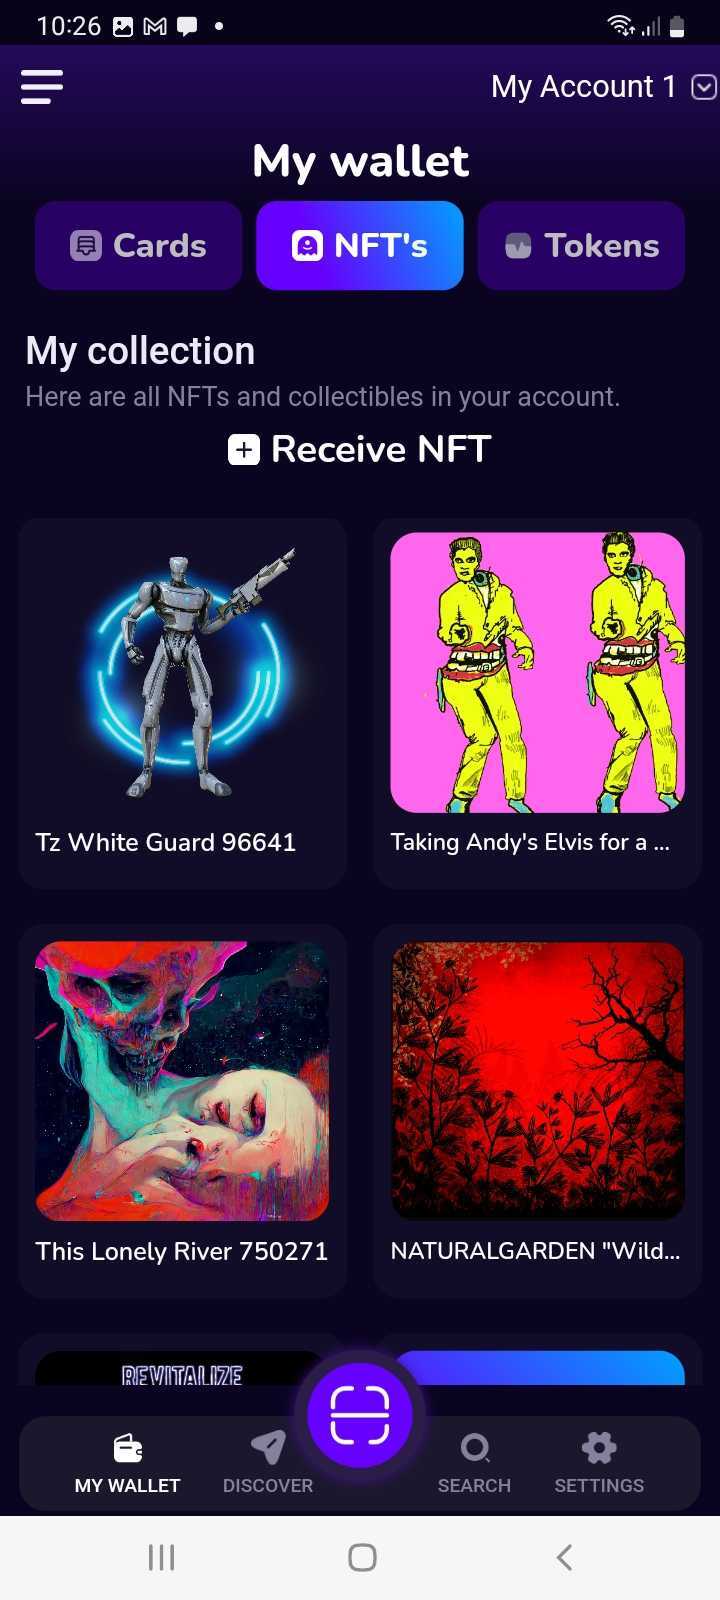 10:26
My Account 1
My wallet
Cards
NFT's
Tokens
My collection
Here are all NFTs and collectibles in your account.
Receive NFT
Tz White Guard 96641
Taking Andy's Elvis for a ...
This Lonely River 750271
NATURALGARDEN "Wild...
REVITALIZE
MY WALLET
DISCOVER
SEARCH
SETTINGS